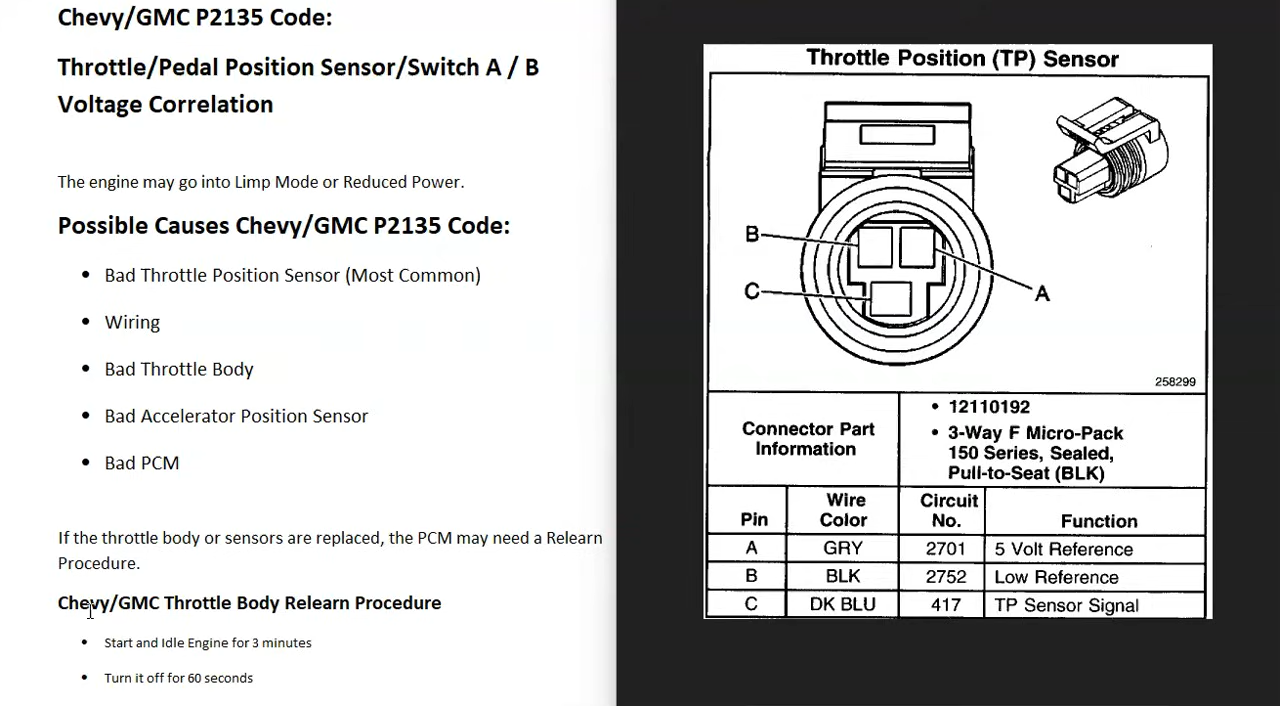 Chevy/GMC P2135 Code:
Throttle/Pedal Position Sensor/Switch A / B
Voltage Correlation
The engine may go into Limp Mode or Reduced Power.
Possible Causes Chevy/GMC P2135 Code:
• Bad Throttle Position Sensor (Most Common)
• Wiring
• Bad Throttle Body
• Bad Accelerator Position Sensor
• Bad PCM
If the throttle body or sensors are replaced, the PCM may need a Relearn
Procedure.
Chevy/GMC Throttle Body Relearn Procedure
• Start and Idle Engine for 3 minutes
• Turn it off for 60 seconds
Throttle Position (TP) Sensor
B
C
A
258299
Connector Part
Information
• 12110192
• 3-Way F Micro-Pack
150 Series, Sealed,
Pull-to-Seat (BLK)
Pin Wire Color Circuit No. Function
A GRY 2701 5 Volt Reference
B BLK 2752 Low Reference
C DK BLU 417 TP Sensor Signal